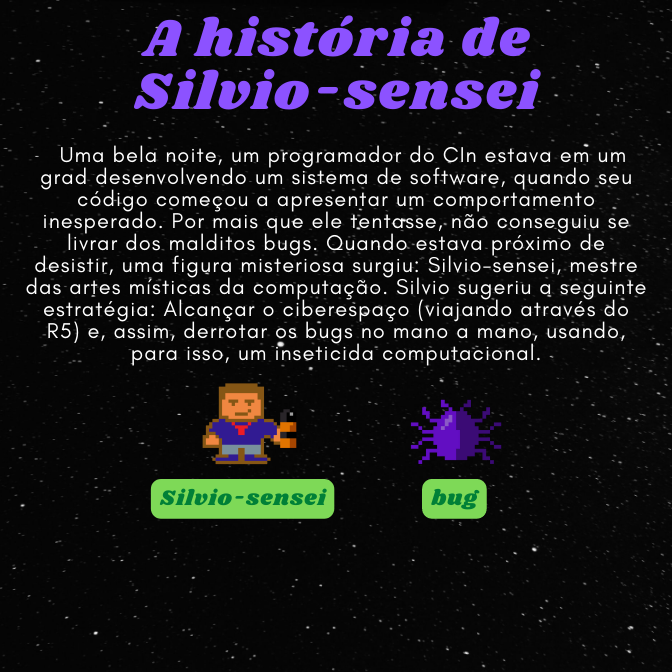 A história de
Silvio-sensei
Uma bela noite, um programador do CIn estava em um
grad desenvolvendo um sistema de software, quando seu
código começou a apresentar um comportamento
inesperado. Por mais que ele tentasse, não conseguiu se
livrar dos malditos bugs. Quando estava próximo de
desistir, uma figura misteriosa surgiu: Silvio-sensei, mestre
das artes místicas da computação. Silvio sugeriu a seguinte
estratégia: Alcançar o ciberespaço (viajando através do
R5) e, assim, derrotar os bugs no mano a mano, usando,
para isso, um inseticida computacional.
Silvio-sensei
bug